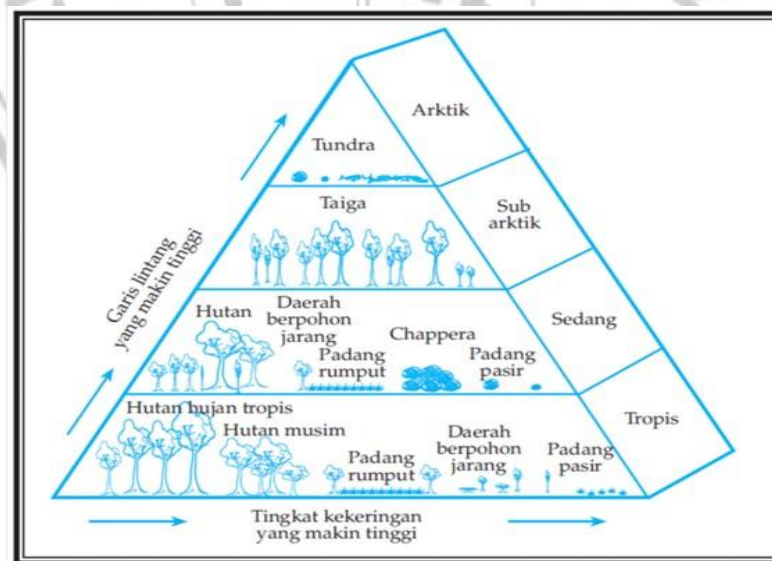 Arktik
Tundra
Taiga
Sub
arktik
Garis lintang
yang makin tinggi
Hutan
Daerah
berpohon
jarang
Padang
rumput
Chappera
Padang
pasir
Sedang
Hutan hujan tropis
Hutan musim
Padang
rumput
Daerah
berpohon
jarang
Padang
pasir
Tropis
Tingkat kekeringan
yang makin tinggi